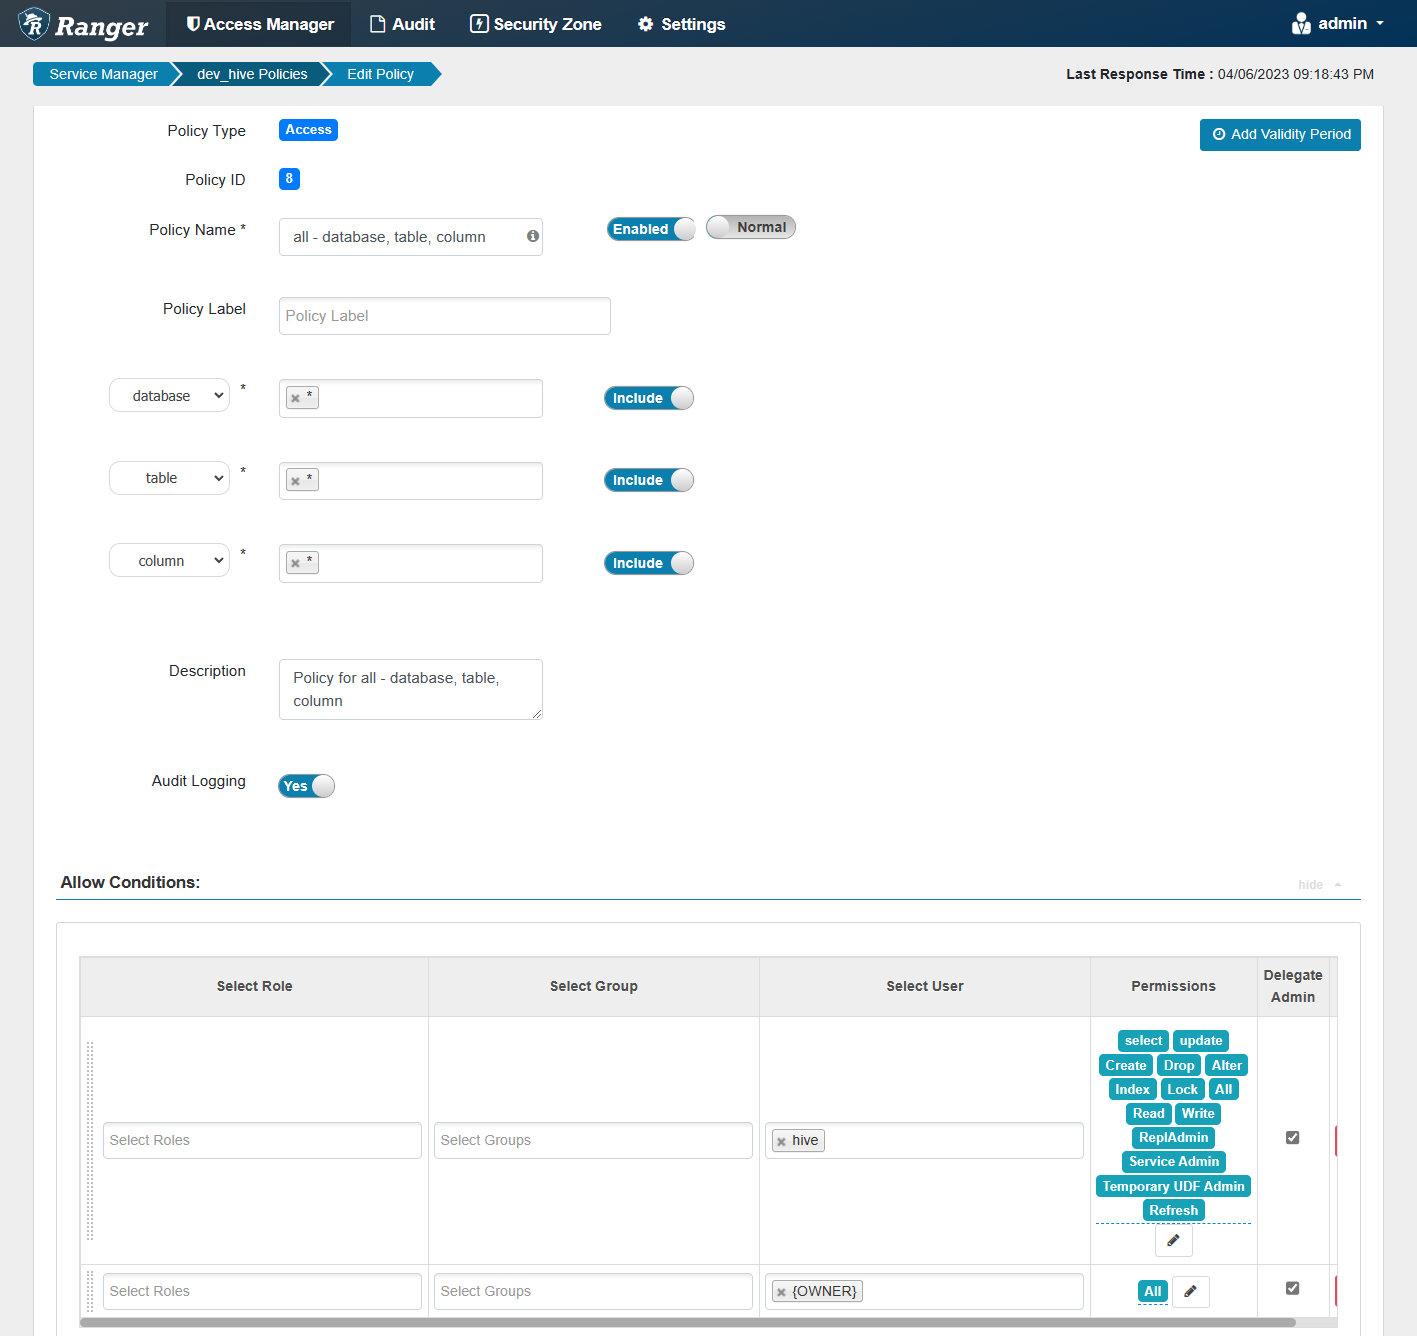 Ranger Access Manager Audit Security Zone Settings admin
Service Manager dev_hive Policies Edit Policy Last Response Time : 04/06/2023 09:18:43 PM
Policy Type Access Add Validity Period
Policy ID 8
Policy Name * all - database, table, column Enabled Normal
Policy Label Policy Label
database * * Include
table * * Include
column * * Include
Description Policy for all - database, table,
column
Audit Logging Yes
Allow Conditions: hide
Select Role Select Group Select User Permissions Delegate
Admin
select update
Create Drop Alter
Index Lock All
Read Write
Select Roles Select Groups hive ReplAdmin
Service Admin
Temporary UDF Admin
Refresh
Select Roles Select Groups {OWNER} All